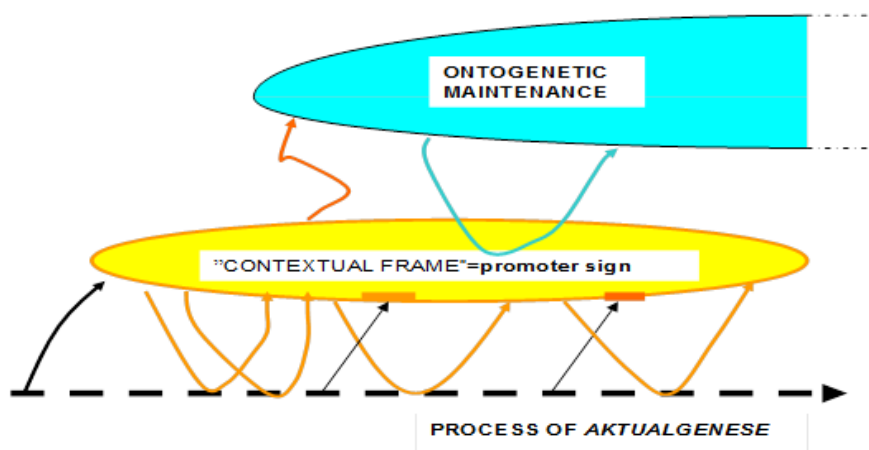 ONTOGENETIC
MAINTENANCE
”CONTEXTUAL FRAME"=promoter sign
PROCESS OF AKTUALGENESE